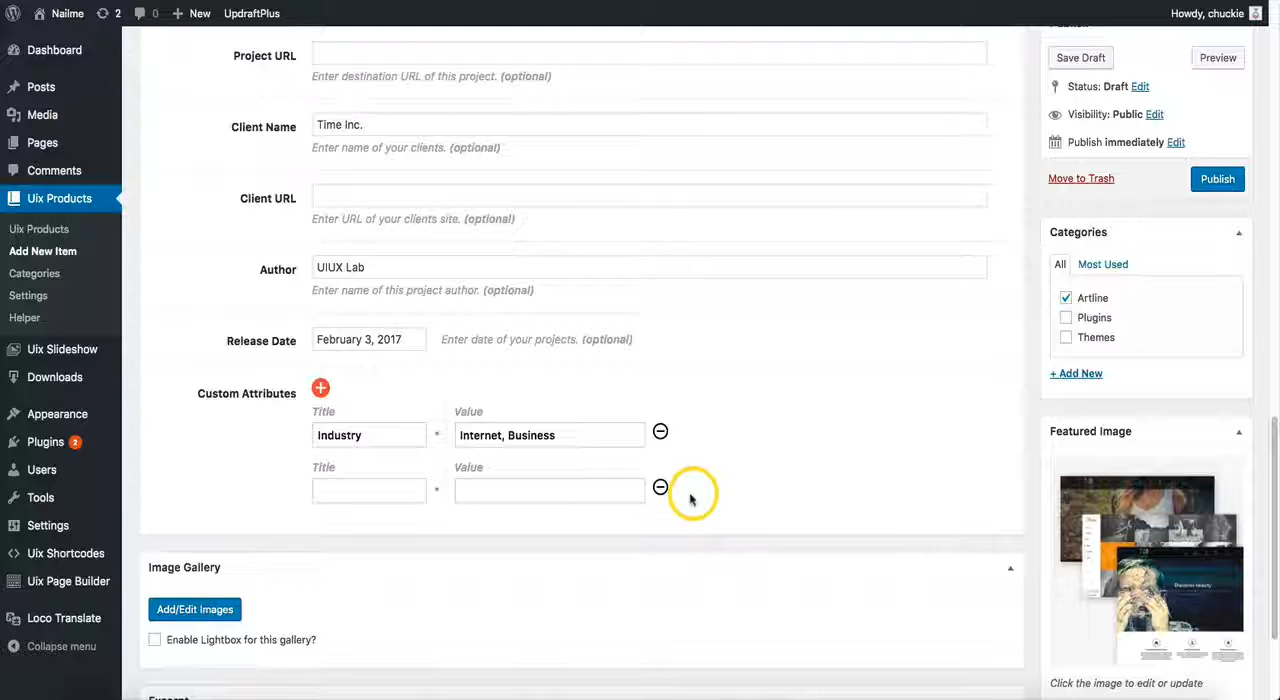 Nailme
2
0
New
UpdraftPlus
Howdy, chuckie
Dashboard
Posts
Media
Pages
Comments
Uix Products
Uix Products
Add New Item
Categories
Settings
Helper
Uix Slideshow
Downloads
Appearance
Plugins 2
Users
Tools
Settings
Uix Shortcodes
Uix Page Builder
Loco Translate
Collapse menu
Project URL
Enter destination URL of this project. (optional)
Client Name
Time Inc.
Enter name of your clients. (optional)
Client URL
Enter URL of your clients site. (optional)
Author
UIUX Lab
Enter name of this project author. (optional)
Release Date
February 3, 2017
Enter date of your projects. (optional)
Custom Attributes
Title
Value
Industry
Internet, Business
Title
Value
Image Gallery
Add/Edit Images
Enable Lightbox for this gallery?
Excerpt
Publish
Save Draft
Preview
Status: Draft Edit
Visibility: Public Edit
Publish immediately Edit
Move to Trash
Publish
Categories
All
Most Used
Artline
Plugins
Themes
+ Add New
Featured Image
Discover beauty
Click the image to edit or update